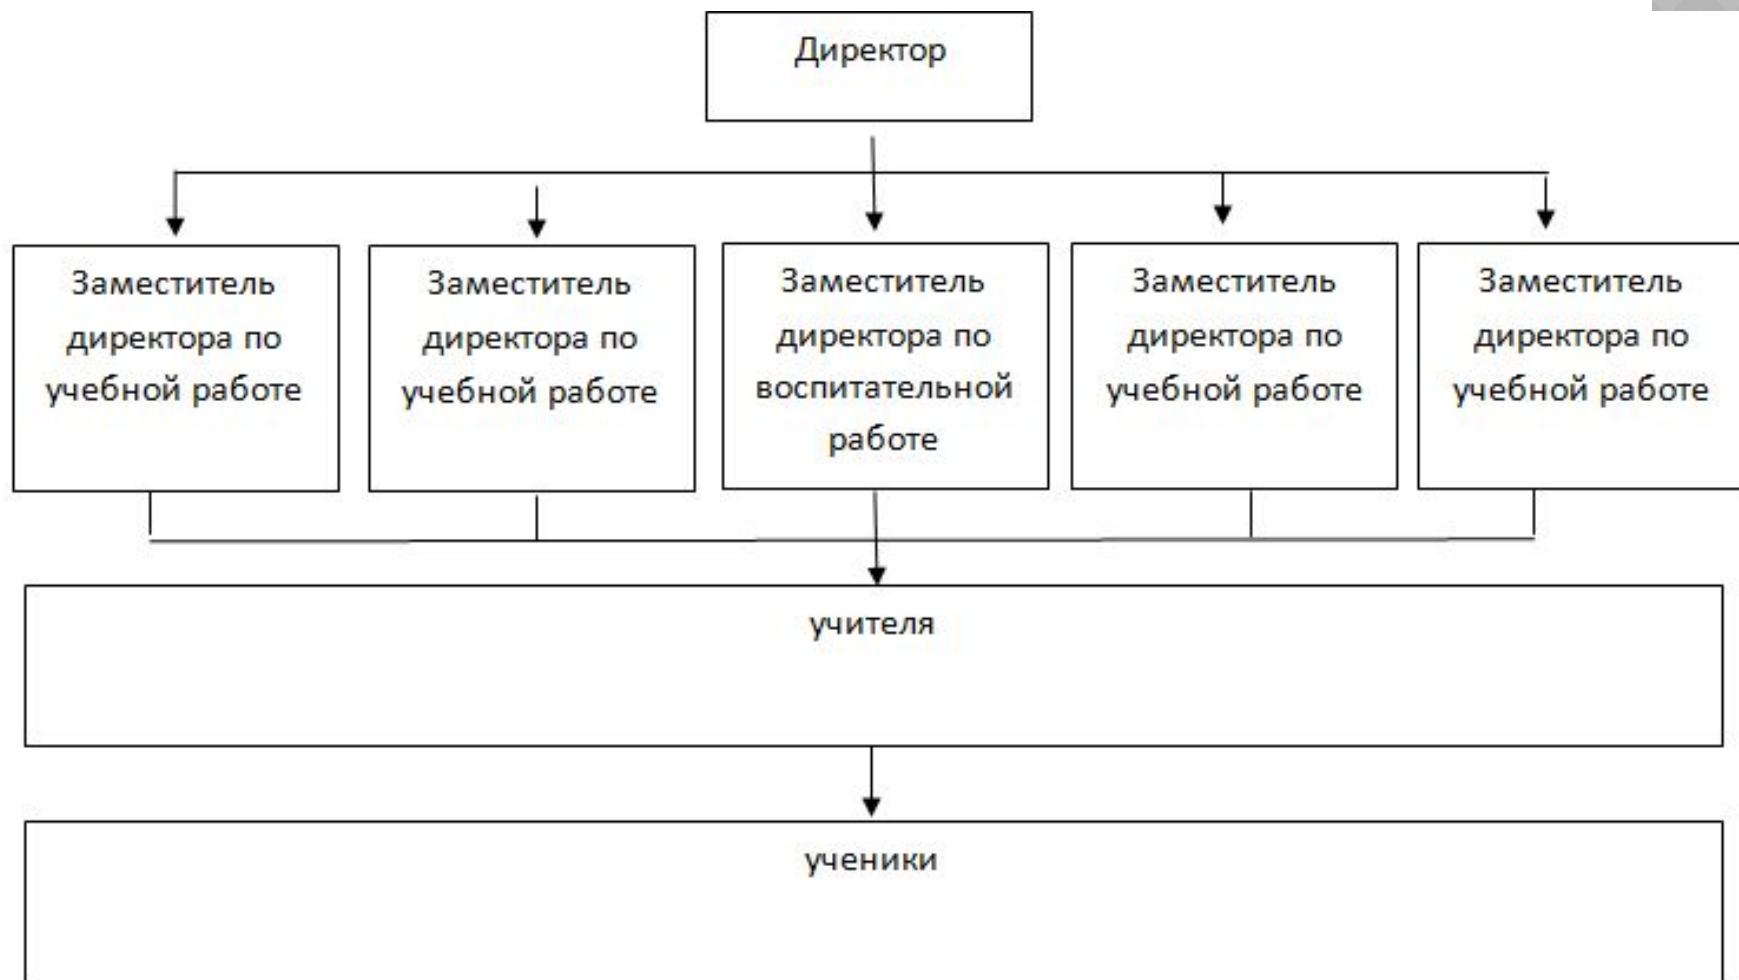 Директор
Заместитель
директора по
учебной работе
Заместитель
директора по
учебной работе
Заместитель
директора по
воспитательной
работе
Заместитель
директора по
учебной работе
Заместитель
директора по
учебной работе
учителя
ученики